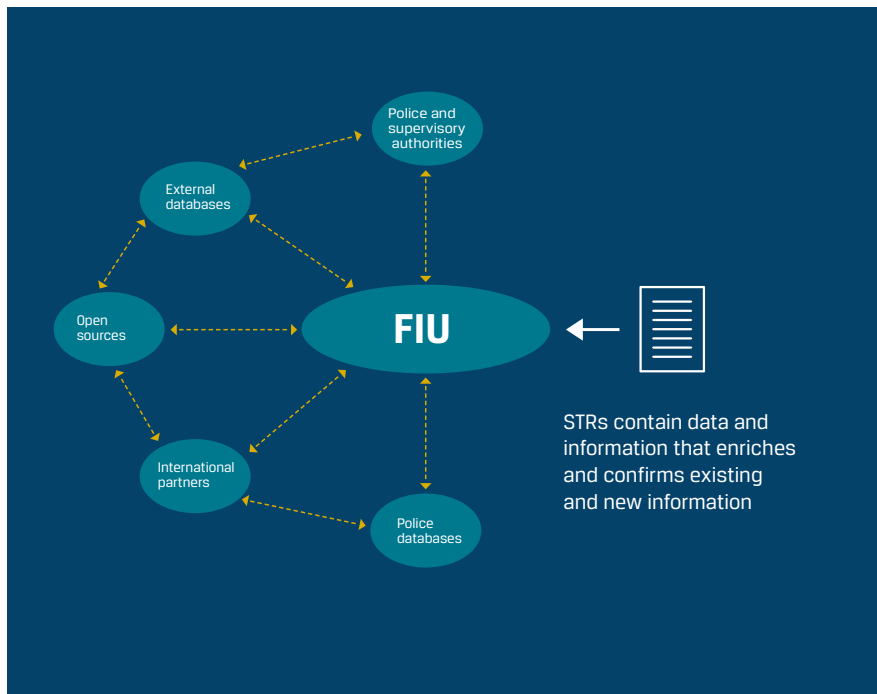 Police and
supervisory
authorities
External
databases
Open
sources
FIU
International
partners
Police
databases
STRs contain data and
information that enriches
and confirms existing
and new information